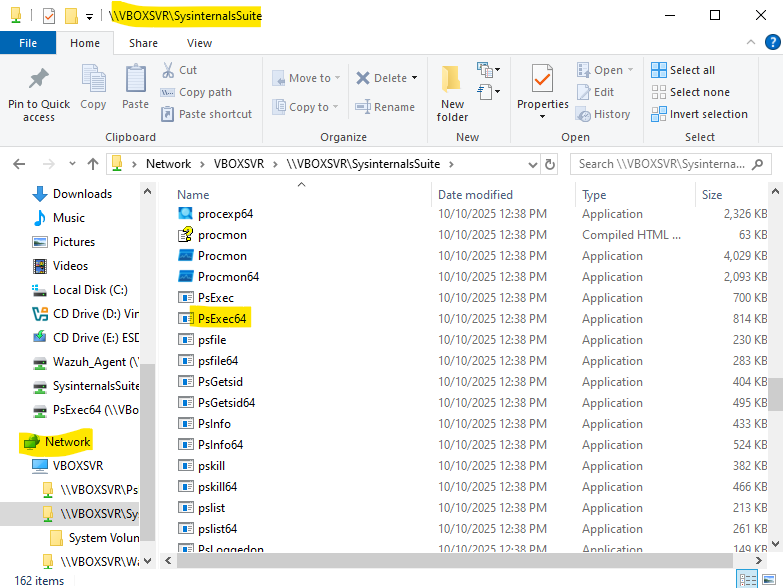 \\VBOXSVR\SysinternalsSuite
File Home Share View
Pin to Quick access
Copy
Paste
Cut
Copy path
Paste shortcut
Clipboard
Move to
Copy to
Delete
Rename
Organize
New folder
New
Properties
Open
Edit
History
Open
Select all
Select none
Invert selection
Select
Network > VBOXSVR > \\VBOXSVR\SysinternalsSuite >
Search \\VBOXSVR\Sysinterna...
Downloads
Music
Pictures
Videos
Local Disk (C:)
CD Drive (D:) Vir
CD Drive (E:) ESD
Wazuh_Agent (\\
SysinternalsSuite
PsExec64 (\\VBo
Network
VBOXSVR
\\VBOXSVR\Ps
\\VBOXSVR\Sy
System Volun
\\VBOXSVR\Wa
Name Date modified Type Size
procexp64 10/10/2025 12:38 PM Application 2,326 KB
procmon 10/10/2025 12:38 PM Compiled HTML ... 63 KB
Procmon 10/10/2025 12:38 PM Application 4,029 KB
Procmon64 10/10/2025 12:38 PM Application 2,093 KB
PsExec 10/10/2025 12:38 PM Application 700 KB
PsExec64 10/10/2025 12:38 PM Application 814 KB
psfile 10/10/2025 12:38 PM Application 230 KB
psfile64 10/10/2025 12:38 PM Application 283 KB
PsGetsid 10/10/2025 12:38 PM Application 404 KB
PsGetsid64 10/10/2025 12:38 PM Application 495 KB
PsInfo 10/10/2025 12:38 PM Application 433 KB
PsInfo64 10/10/2025 12:38 PM Application 524 KB
pskill 10/10/2025 12:38 PM Application 382 KB
pskill64 10/10/2025 12:38 PM Application 466 KB
pslist 10/10/2025 12:38 PM Application 213 KB
pslist64 10/10/2025 12:38 PM Application 261 KB
PsLoggedon 10/10/2025 12:38 PM Application 149 KB
162 items